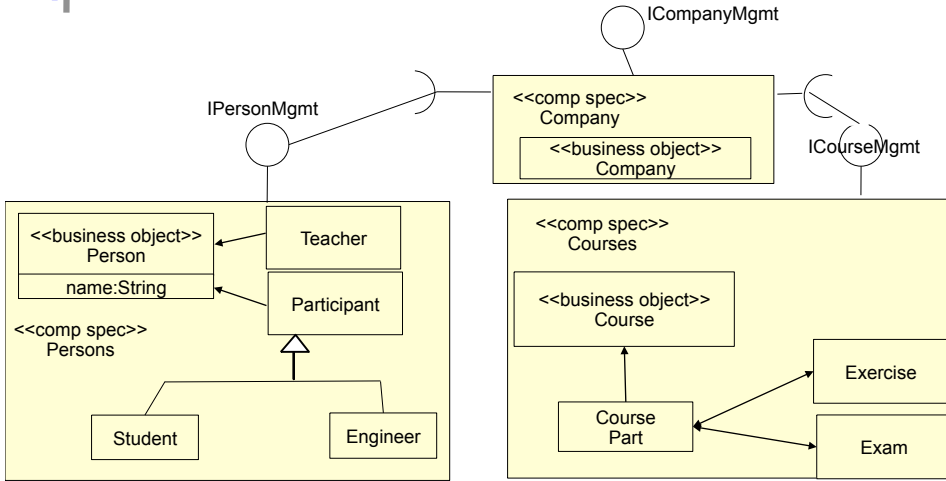 ICompanyMgmt
<<comp spec>>
Company
<<business object>>
Company
IPersonMgmt
ICourseMgmt
<<business object>>
Person
name:String
Teacher
Participant
<<comp spec>>
Persons
Student
Engineer
<<comp spec>>
Courses
<<business object>>
Course
Course
Part
Exercise
Exam